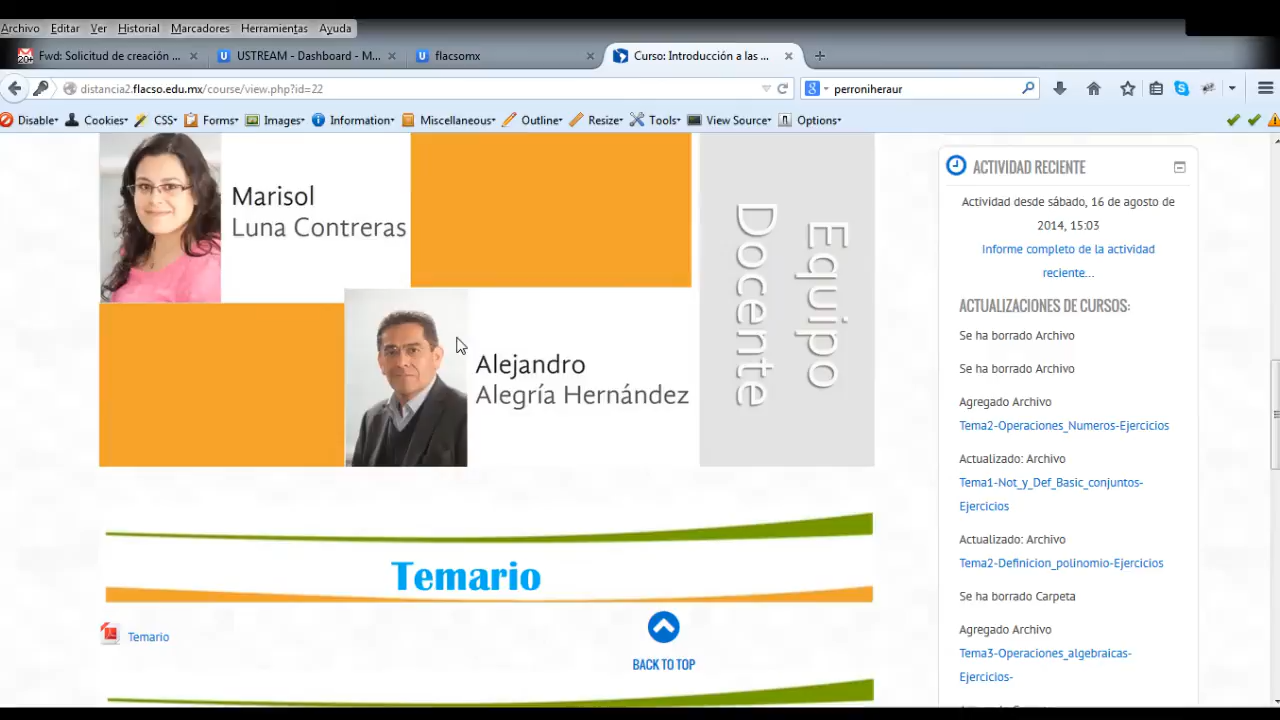 Archivo Editar Ver Historial Marcadores Herramientas Ayuda
Fwd: Solicitud de creación ... × USTREAM - Dashboard - M... × flacsomx × Curso: Introducción a las ... ×
distancia2.flacso.edu.mx/course/view.php?id=22 perroniheraur
Disable Cookies CSS Forms Images Information Miscellaneous Outline Resize Tools View Source Options
Marisol
Luna Contreras
Alejandro
Alegría Hernández
Equipo
Docente
Temario
Temario
BACK TO TOP
ACTIVIDAD RECIENTE
Actividad desde sábado, 16 de agosto de
2014, 15:03
Informe completo de la actividad
reciente...
ACTUALIZACIONES DE CURSOS:
Se ha borrado Archivo
Se ha borrado Archivo
Agregado Archivo
Tema2-Operaciones_Numeros-Ejercicios
Actualizado: Archivo
Tema1-Not_y_Def_Basic_conjuntos-
Ejercicios
Actualizado: Archivo
Tema2-Definicion_polinomio-Ejercicios
Se ha borrado Carpeta
Agregado Archivo
Tema3-Operaciones_algebraicas-
Ejercicios-